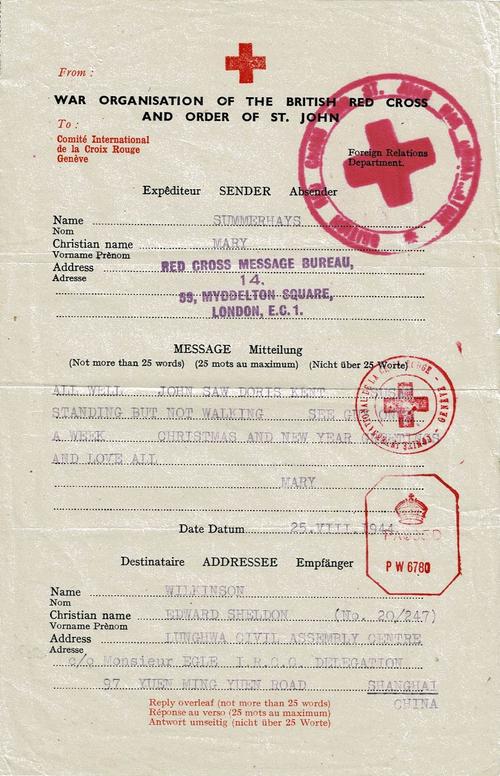 From :
WAR ORGANISATION OF THE BRITISH RED CROSS
AND ORDER OF ST. JOHN
To :
Comité International
de la Croix Rouge
Genève
Foreign Relations
Department.
Expéditeur SENDER Absender
Name SUMMERHAYS
Nom
Christian name MARY
Vorname Prènom
Address RED CROSS MESSAGE BUREAU,
Adresse 14.
59, MYDDELTON SQUARE,
LONDON, E.C.1.
MESSAGE Mitteilung
(Not more than 25 words) (25 mots au maximum) (Nicht über 25 Worte)
ALL WELL JOHN SAW DORIS KENT
STANDING BUT NOT WALKING SEE
A WEEK CHRISTMAS AND NEW YEAR GREETINGS
AND LOVE ALL
MARY
Date Datum 25.VIII.1944
PASSED
P W 6780
Destinataire ADDRESSEE Empfänger
Name WILKINSON
Nom
Christian name EDWARD SHELDON (No. 20/247)
Vorname Prènom
Address LUNGHWA CIVIL ASSEMBLY CENTRE
Adresse
c/o Monsieur EGLE I.R.C.C. DELEGATION
97 YUEN MING YUEN ROAD SHANGHAI
CHINA
Reply overleaf (not more than 25 words)
Réponse au verso (25 mots au maximum)
Antwort umseitig (nicht über 25 Worte)